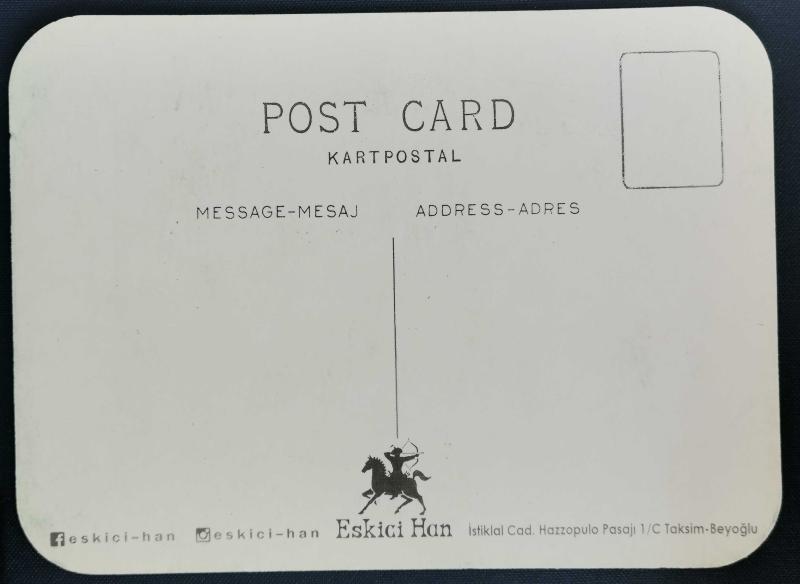 POST CARD
KARTPOSTAL
MESSAGE-MESAJ ADDRESS-ADRES
eskici-han eskici-han Eskici Han İstiklal Cad. Hazzopulo Pasajı 1/C Taksim-Beyoğlu